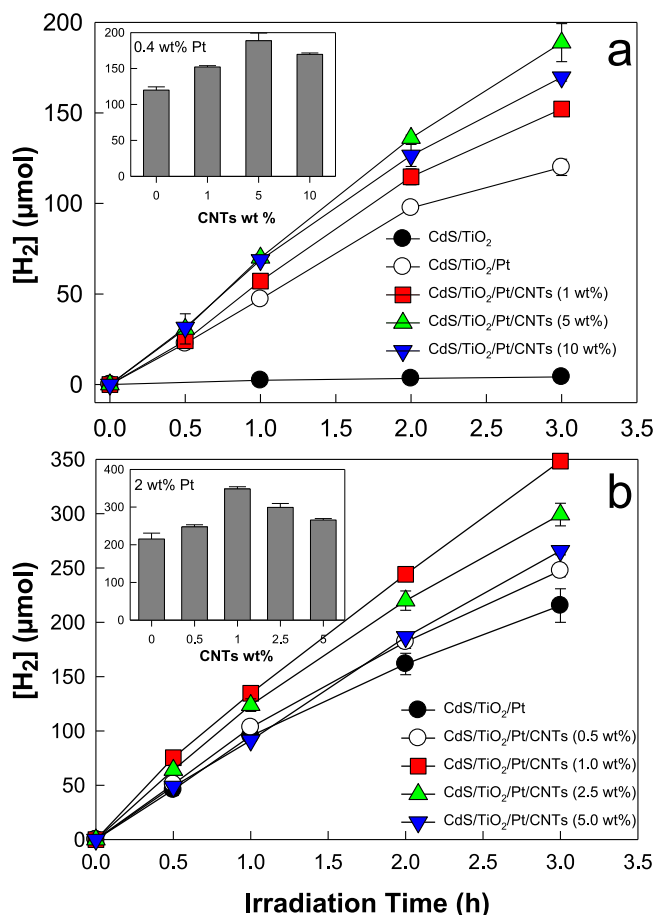 a
[H₂] (µmol)
200
150
100
50
0
0.4 wt% Pt
200
150
100
50
0
0 1 5 10
CNTs wt %
CdS/TiO₂
CdS/TiO₂/Pt
CdS/TiO₂/Pt/CNTs (1 wt%)
CdS/TiO₂/Pt/CNTs (5 wt%)
CdS/TiO₂/Pt/CNTs (10 wt%)
0.0 0.5 1.0 1.5 2.0 2.5 3.0 3.5
b
[H₂] (µmol)
350
300
250
200
150
100
50
0
2 wt% Pt
400
300
200
100
0
0 0.5 1 2.5 5
CNTs wt%
CdS/TiO₂/Pt
CdS/TiO₂/Pt/CNTs (0.5 wt%)
CdS/TiO₂/Pt/CNTs (1.0 wt%)
CdS/TiO₂/Pt/CNTs (2.5 wt%)
CdS/TiO₂/Pt/CNTs (5.0 wt%)
0.0 0.5 1.0 1.5 2.0 2.5 3.0 3.5
Irradiation Time (h)